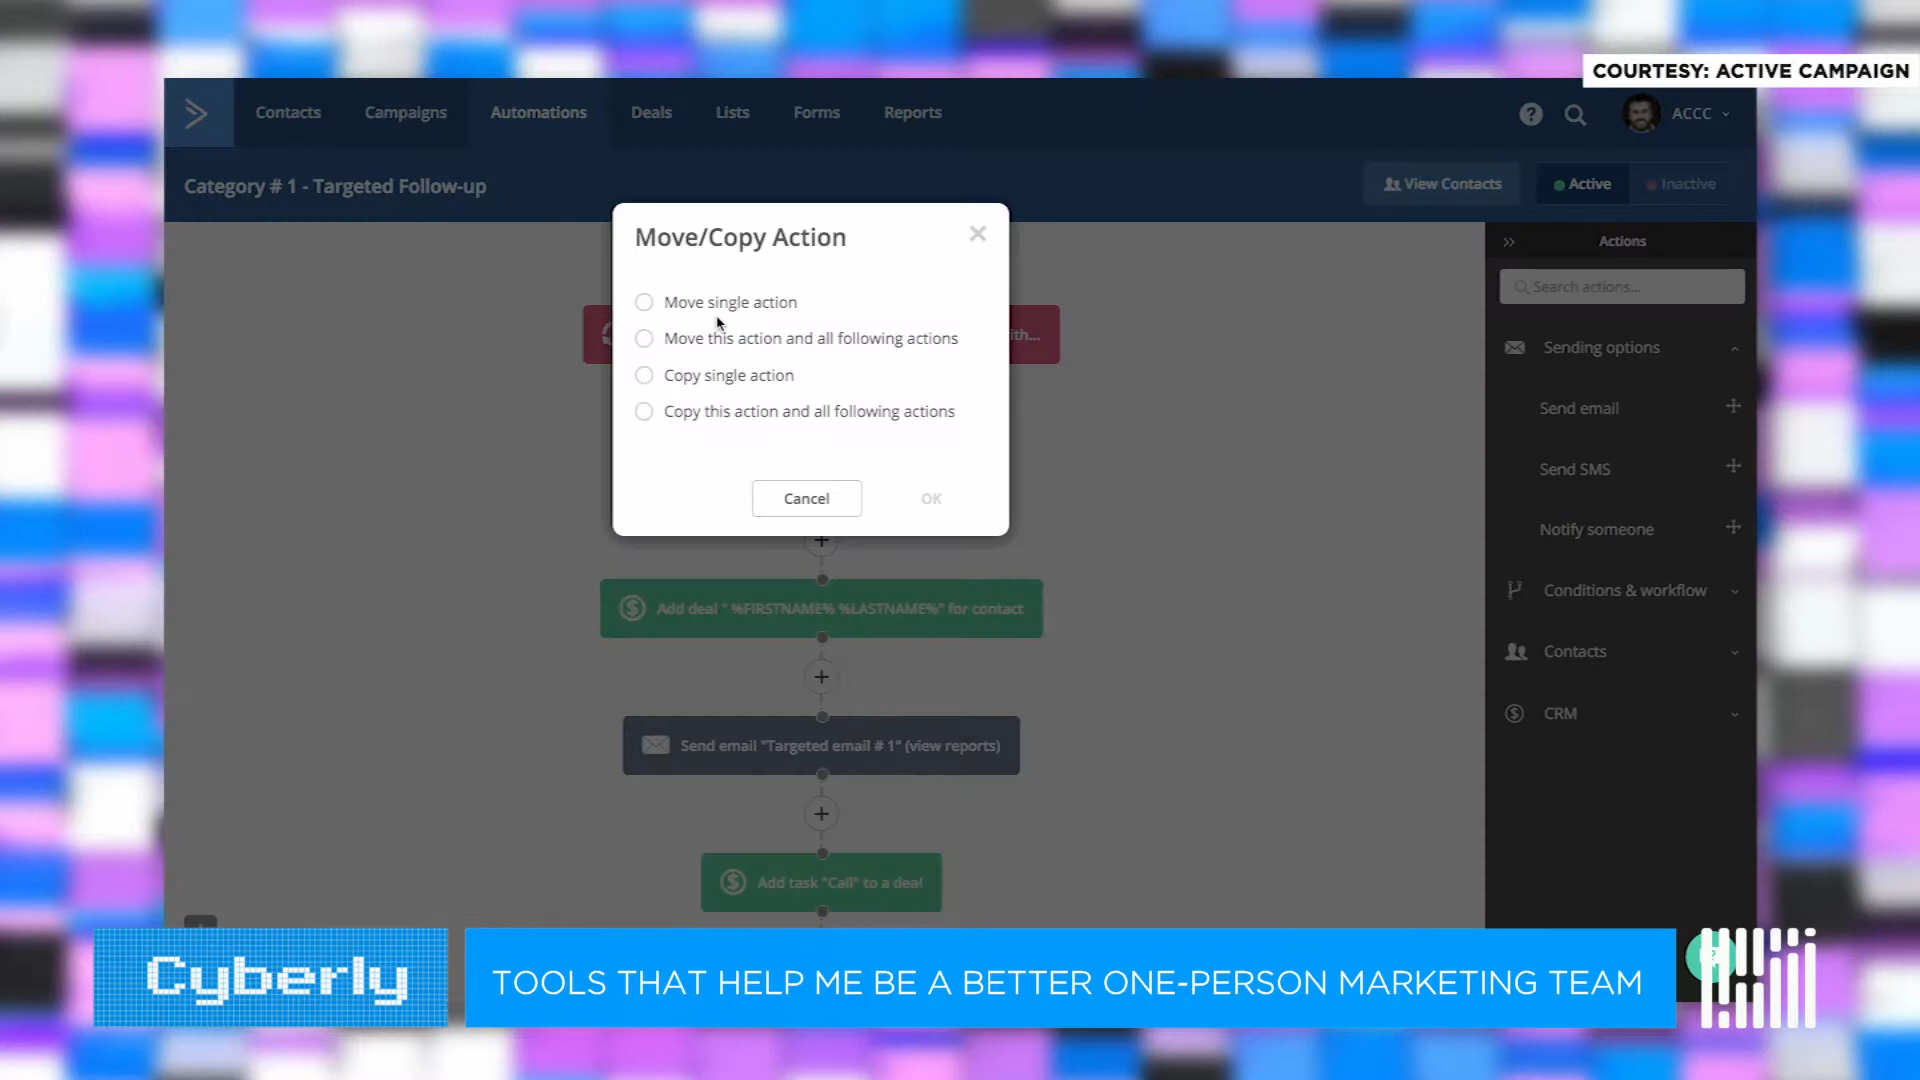 COURTESY: ACTIVE CAMPAIGN
Contacts
Campaigns
Automations
Deals
Lists
Forms
Reports
?
ACCC
Category # 1 - Targeted Follow-up
View Contacts
Active
Inactive
Move/Copy Action
Move single action
Move this action and all following actions
Copy single action
Copy this action and all following actions
Cancel
OK
ith...
Add deal " %FIRSTNAME% %LASTNAME%" for contact
Send email "Targeted email # 1" (view reports)
Add task "Call" to a deal
Actions
Search actions...
Sending options
Send email
Send SMS
Notify someone
Conditions & workflow
Contacts
CRM
Cyberly
TOOLS THAT HELP ME BE A BETTER ONE-PERSON MARKETING TEAM